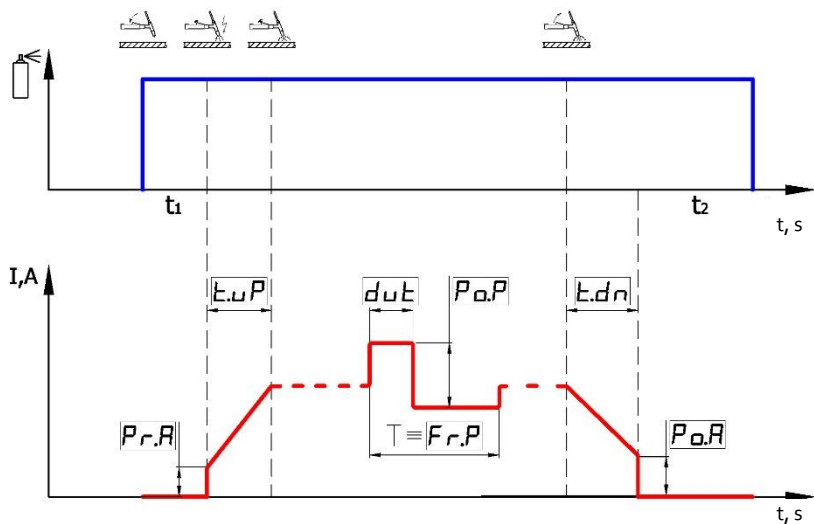 t1
t2
t, s
I,A
t.uP
dut
Po.P
t.dn
Pr.A
T ≡ Fr.P
Po.A
t, s